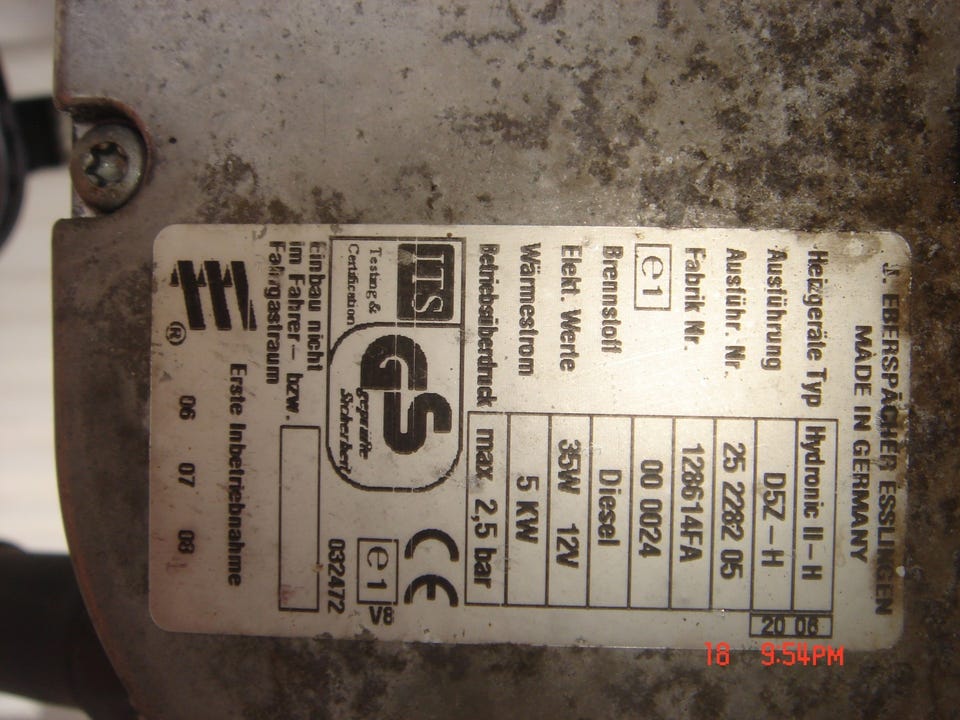 J. EBERSPÄCHER ESSLINGEN
MADE IN GERMANY
Heizgeräte Typ Hydronic II-H
Ausführung D5Z-H 20 06
Ausführ. Nr. 25 2282 05
Fabrik Nr. 128614FA
e1 00 0024
Brennstoff Diesel
Elekt. Werte 35W 12V
Wärmestrom 5 KW
Betriebsüberdruck max 2,5 bar
ITS
Testing &
Certification
GS
geprüfte
Sicherheit
CE
e1 V8
032472
Einbau nicht
im Fahrer- bzw.
Fahrgastraum
Erste Inbetriebnahme
06 07 08
®
18 9:54PM